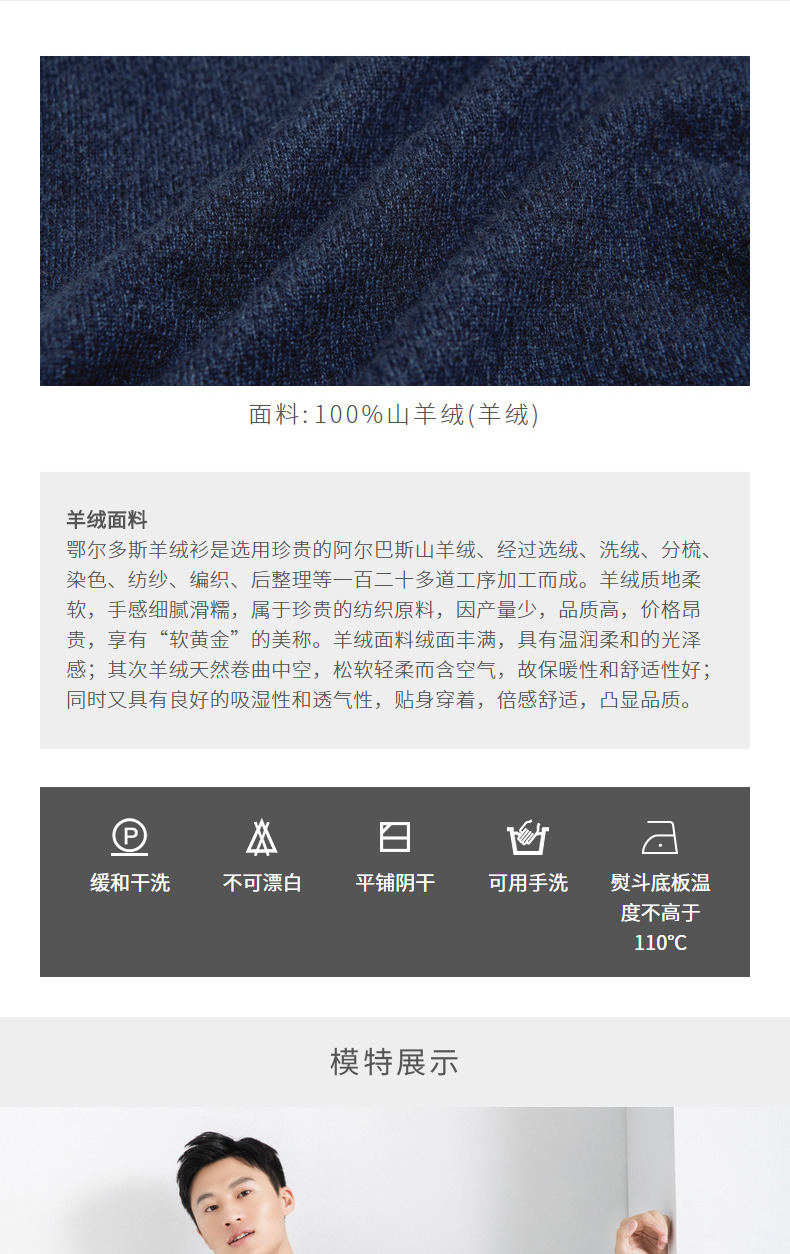 面料:100%山羊绒(羊绒)
羊绒面料
鄂尔多斯羊绒衫是选用珍贵的阿尔巴斯山羊绒、经过选绒、洗绒、分梳、
染色、纺纱、编织、后整理等一百二十多道工序加工而成。羊绒质地柔
软，手感细腻滑糯，属于珍贵的纺织原料，因产量少，品质高，价格昂
贵，享有“软黄金”的美称。羊绒面料绒面丰满，具有温润柔和的光泽
感；其次羊绒天然卷曲中空，松软轻柔而含空气，故保暖性和舒适性好；
同时又具有良好的吸湿性和透气性，贴身穿着，倍感舒适，凸显品质。
P
缓和干洗
不可漂白
平铺阴干
可用手洗
熨斗底板温
度不高于
110℃
模特展示